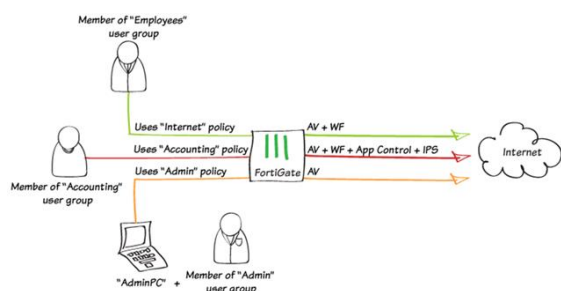 Member of "Employees"
user group
Uses "Internet" policy
AV + WF
Uses "Accounting" policy
AV + WF + App Control + IPS
Internet
Member of "Accounting"
user group
Uses "Admin" policy
FortiGate
AV
"AdminPC" + Member of "Admin"
user group